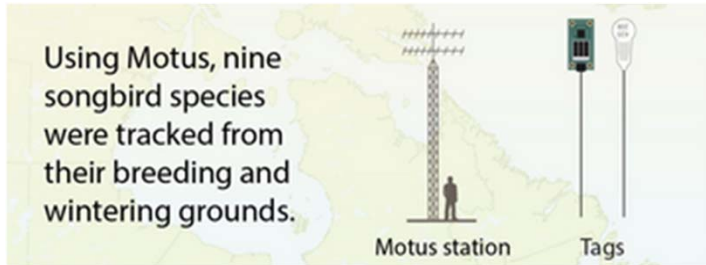 Using Motus, nine
songbird species
were tracked from
their breeding and
wintering grounds.
Motus station
Tags